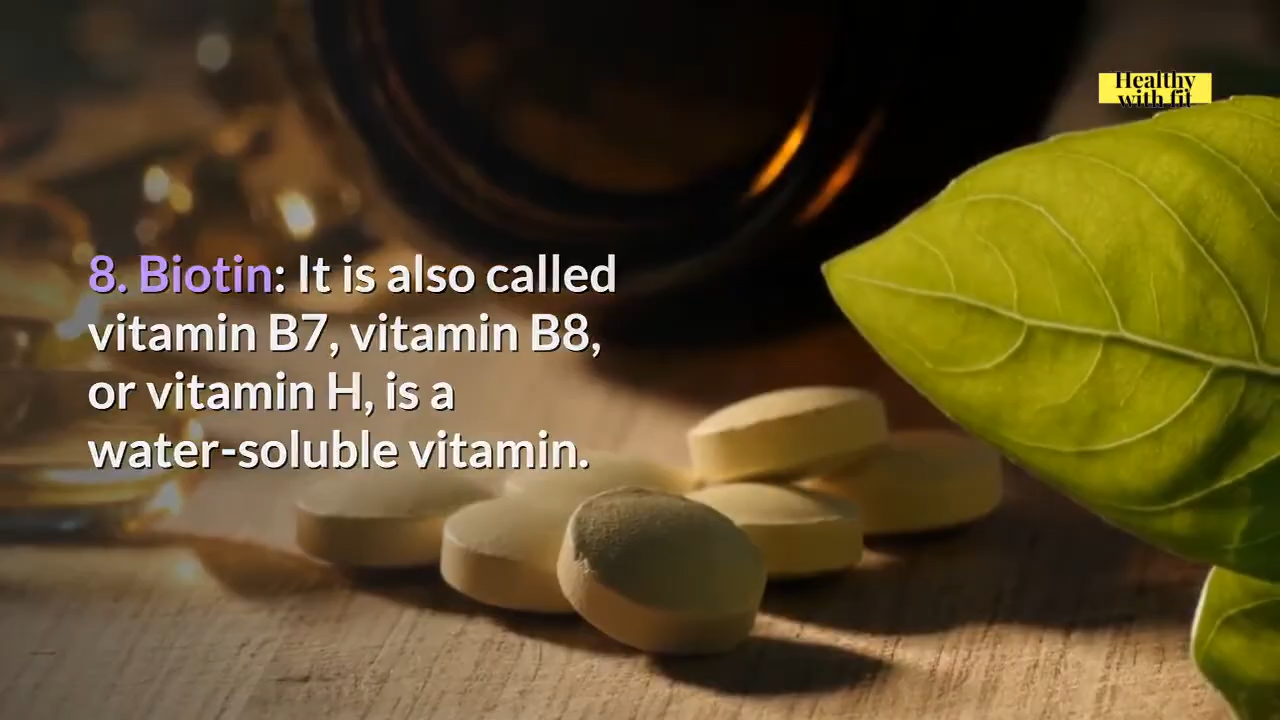 Healthy
with fit
8. Biotin: It is also called
vitamin B7, vitamin B8,
or vitamin H, is a
water-soluble vitamin.